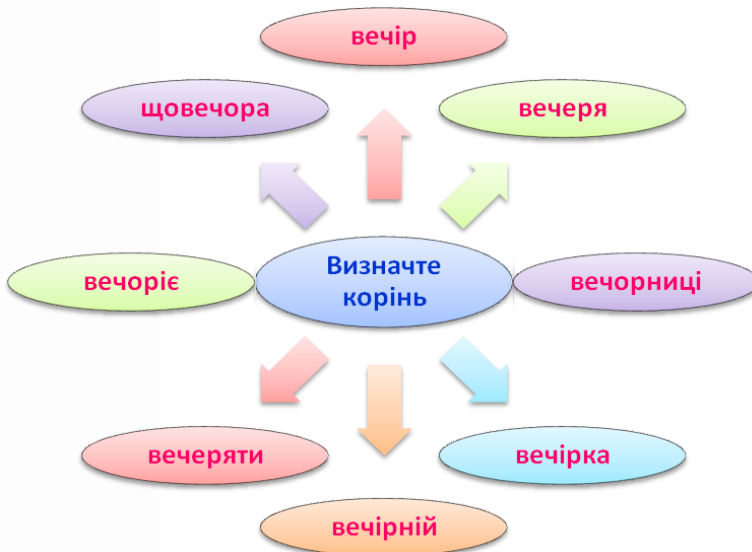 вечір
щовечора
вечеря
вечоріє
Визначте
корінь
вечорниці
вечеряти
вечірка
вечірній